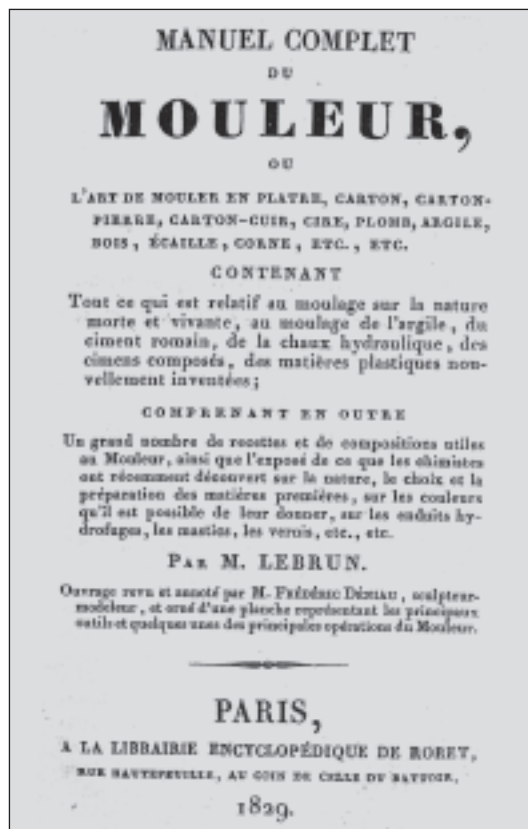 MANUEL COMPLET
DU
MOULEUR,
OU
L'ART DE MOULER EN PLATRE, CARTON, CARTON-
PIERRE, CARTON-CUIR, CIRE, PLOMB, ARGILE,
BOIS, ÉCAILLE, CORNE, ETC., ETC.
CONTENANT
Tout ce qui est relatif au moulage sur la nature
morte et vivante, au moulage de l'argile, du
ciment romain, de la chaux hydraulique, des
cimens composés, des matières plastiques nou-
vellement inventées;
COMPRENANT EN OUTRE
Un grand nombre de recettes et de compositions utiles
au Mouleur, ainsi que l'exposé de ce que les chimistes
ont récemment découvert sur la nature, le choix et la
préparation des matières premières, sur les couleurs
qu'il est possible de leur donner, sur les enduits hy-
drofuges, les mastics, les vernis, etc., etc.
PAR M. LEBRUN.
Ouvrage revu et annoté par M. FRÉDÉRIC sculpteur-
modeleur, et orné d'une planche représentant les principaux
outils et quelques unes des principales opérations du Mouleur.
PARIS,
A LA LIBRAIRIE ENCYCLOPÉDIQUE DE RORET,
RUE HAUTEFEUILLE, AU COIN DE CELLE DU BATTOIR.
1829.